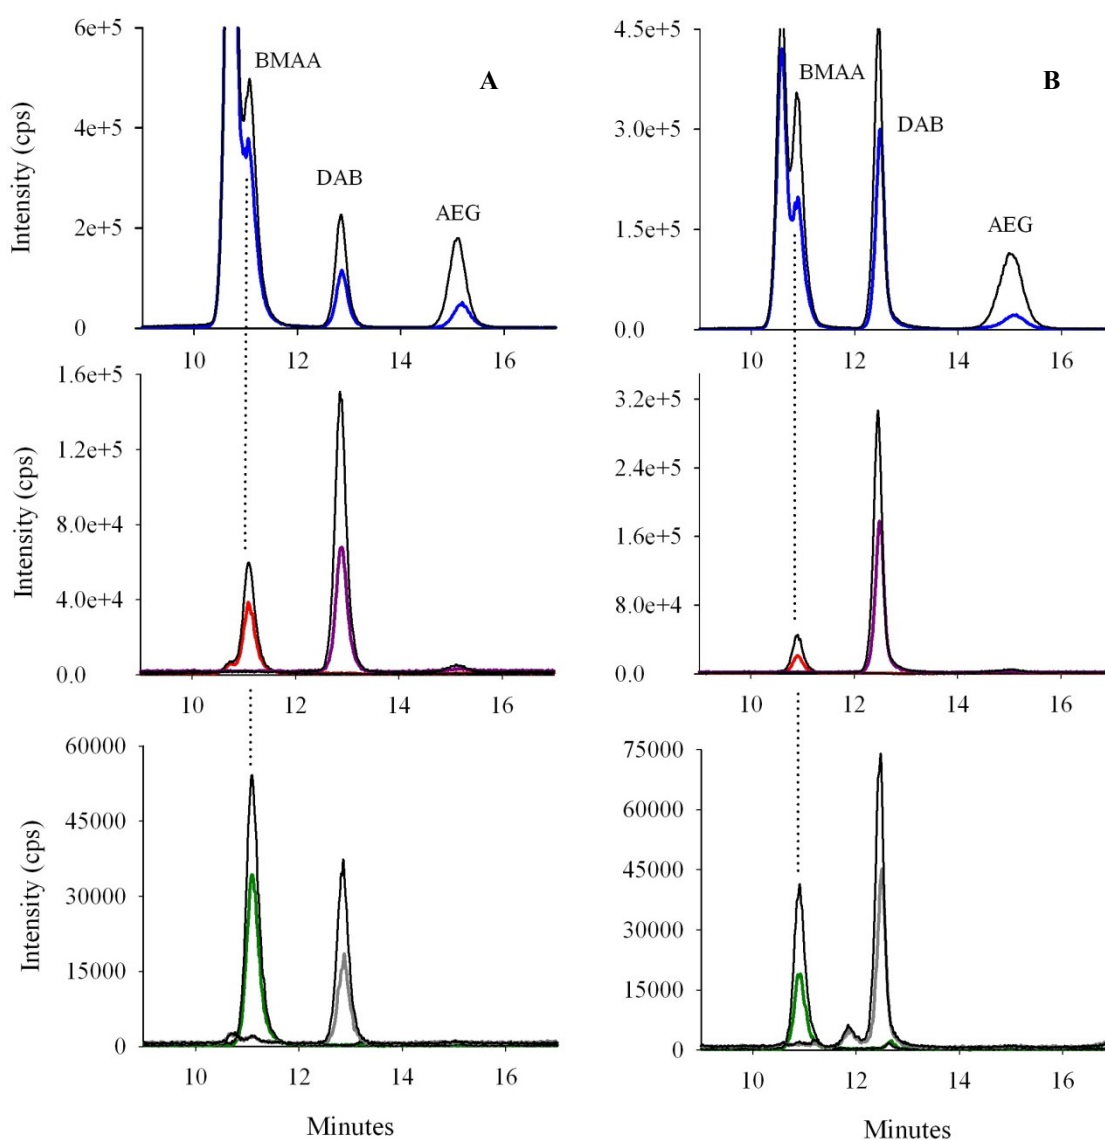 6e+5
4e+5
2e+5
0
Intensity (cps)
BMAA
DAB
AEG
A
10 12 14 16
4.5e+5
3.0e+5
1.5e+5
0.0
BMAA
DAB
AEG
B
10 12 14 16
1.6e+5
1.2e+5
8.0e+4
4.0e+4
0.0
Intensity (cps)
10 12 14 16
3.2e+5
2.4e+5
1.6e+5
8.0e+4
0.0
10 12 14 16
60000
45000
30000
15000
0
Intensity (cps)
10 12 14 16
Minutes
75000
60000
45000
30000
15000
0
10 12 14 16
Minutes